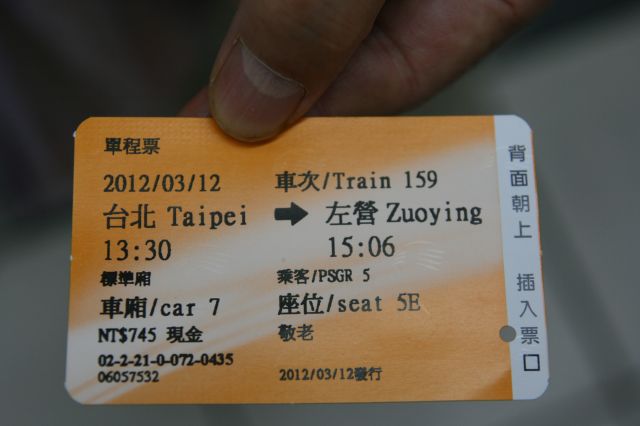 單程票
2012/03/12 車次/Train 159
台北 Taipei → 左營 Zuoying
13:30 15:06
標準廂 乘客/PSGR 5
車廂/car 7 座位/seat 5E
NT$745 現金 敬老
02-2-21-0-072-0435
06057532 2012/03/12發行
背面朝上 插入票口